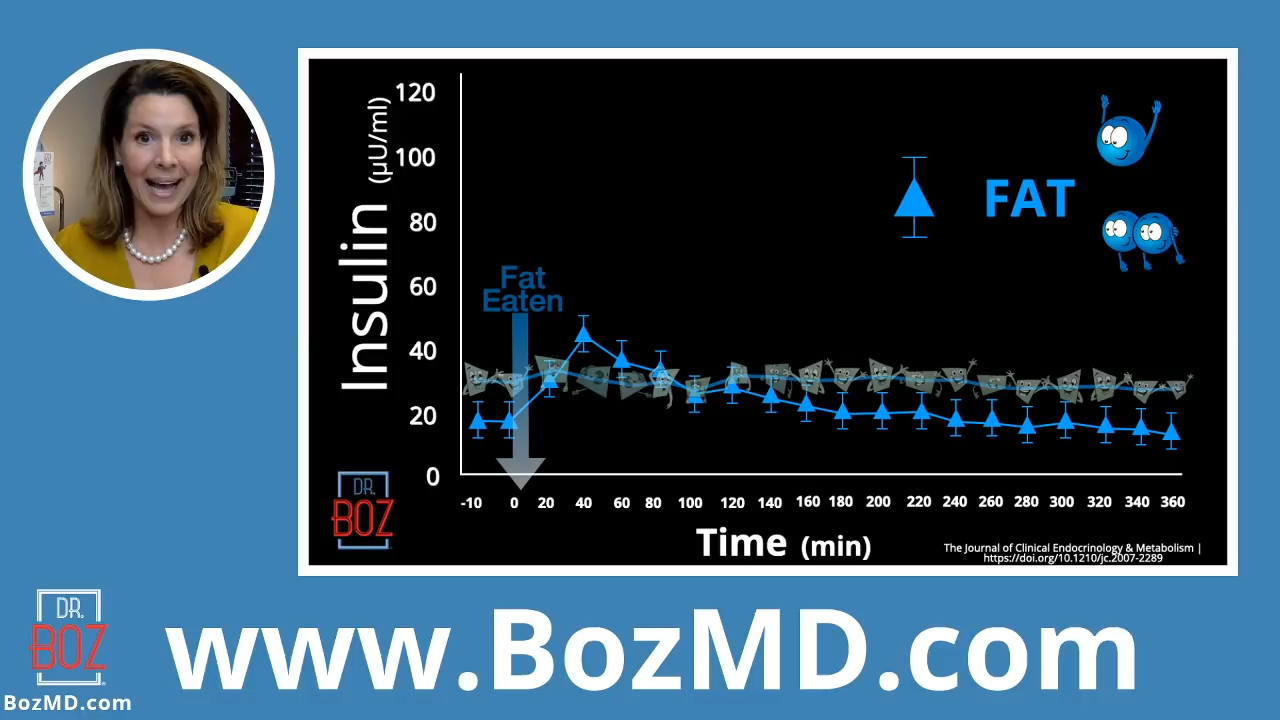 120
100
80
60
40
20
0
Insulin (µU/ml)
FAT
Fat
Eaten
-10 0 20 40 60 80 100 120 140 160 180 200 220 240 260 280 300 320 340 360
Time (min)
The Journal of Clinical Endocrinology & Metabolism |
https://doi.org/10.1210/jc.2007-2289
DR.
BOZ
DR.
BOZ
BozMD.com
www.BozMD.com